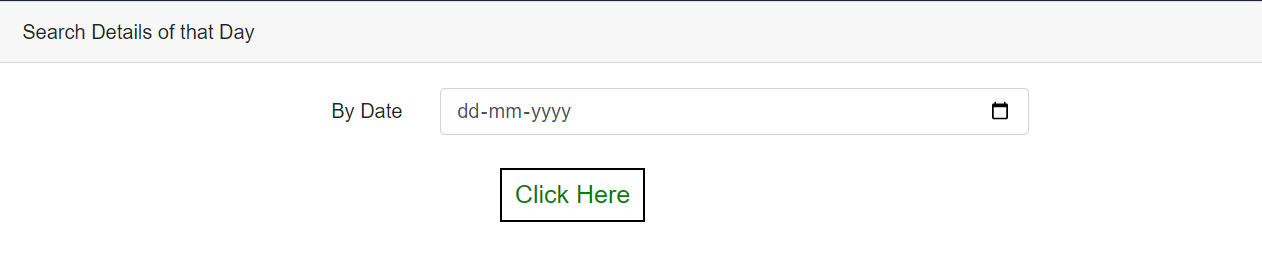 Search Details of that Day
By Date dd-mm-yyyy
Click Here